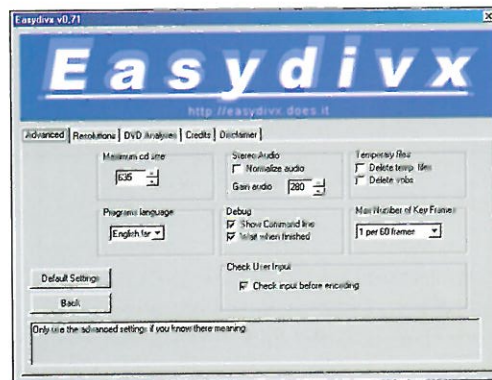 Easydivx v0.71
Easydivx
http://easydivx.does.it
Advanced Resolutions DVD Analyses Credits Disclaimer
Maximum cd size
635
Stereo Audio
Normalize audio
Gain audio 280
Temporary files
Delete temp. files
Delete vobs
Programs language
English
Debug
Show Command line
Wait when finished
Max Number of Key Frames
1 per 60 frames
Default Settings
Back
Check User Input
Check input before encoding
Only use the advanced settings if you know there meaning